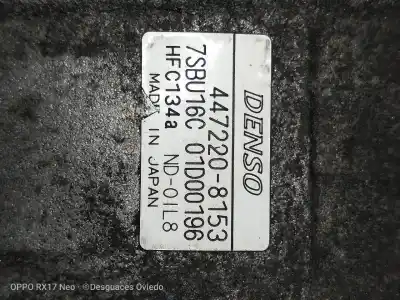 DENSO
447220-8153
7SBU16C 01D00196
HFC134a ND-OIL8
MADE IN JAPAN
OPPO RX17 Neo - ©Desguaces Oviedo